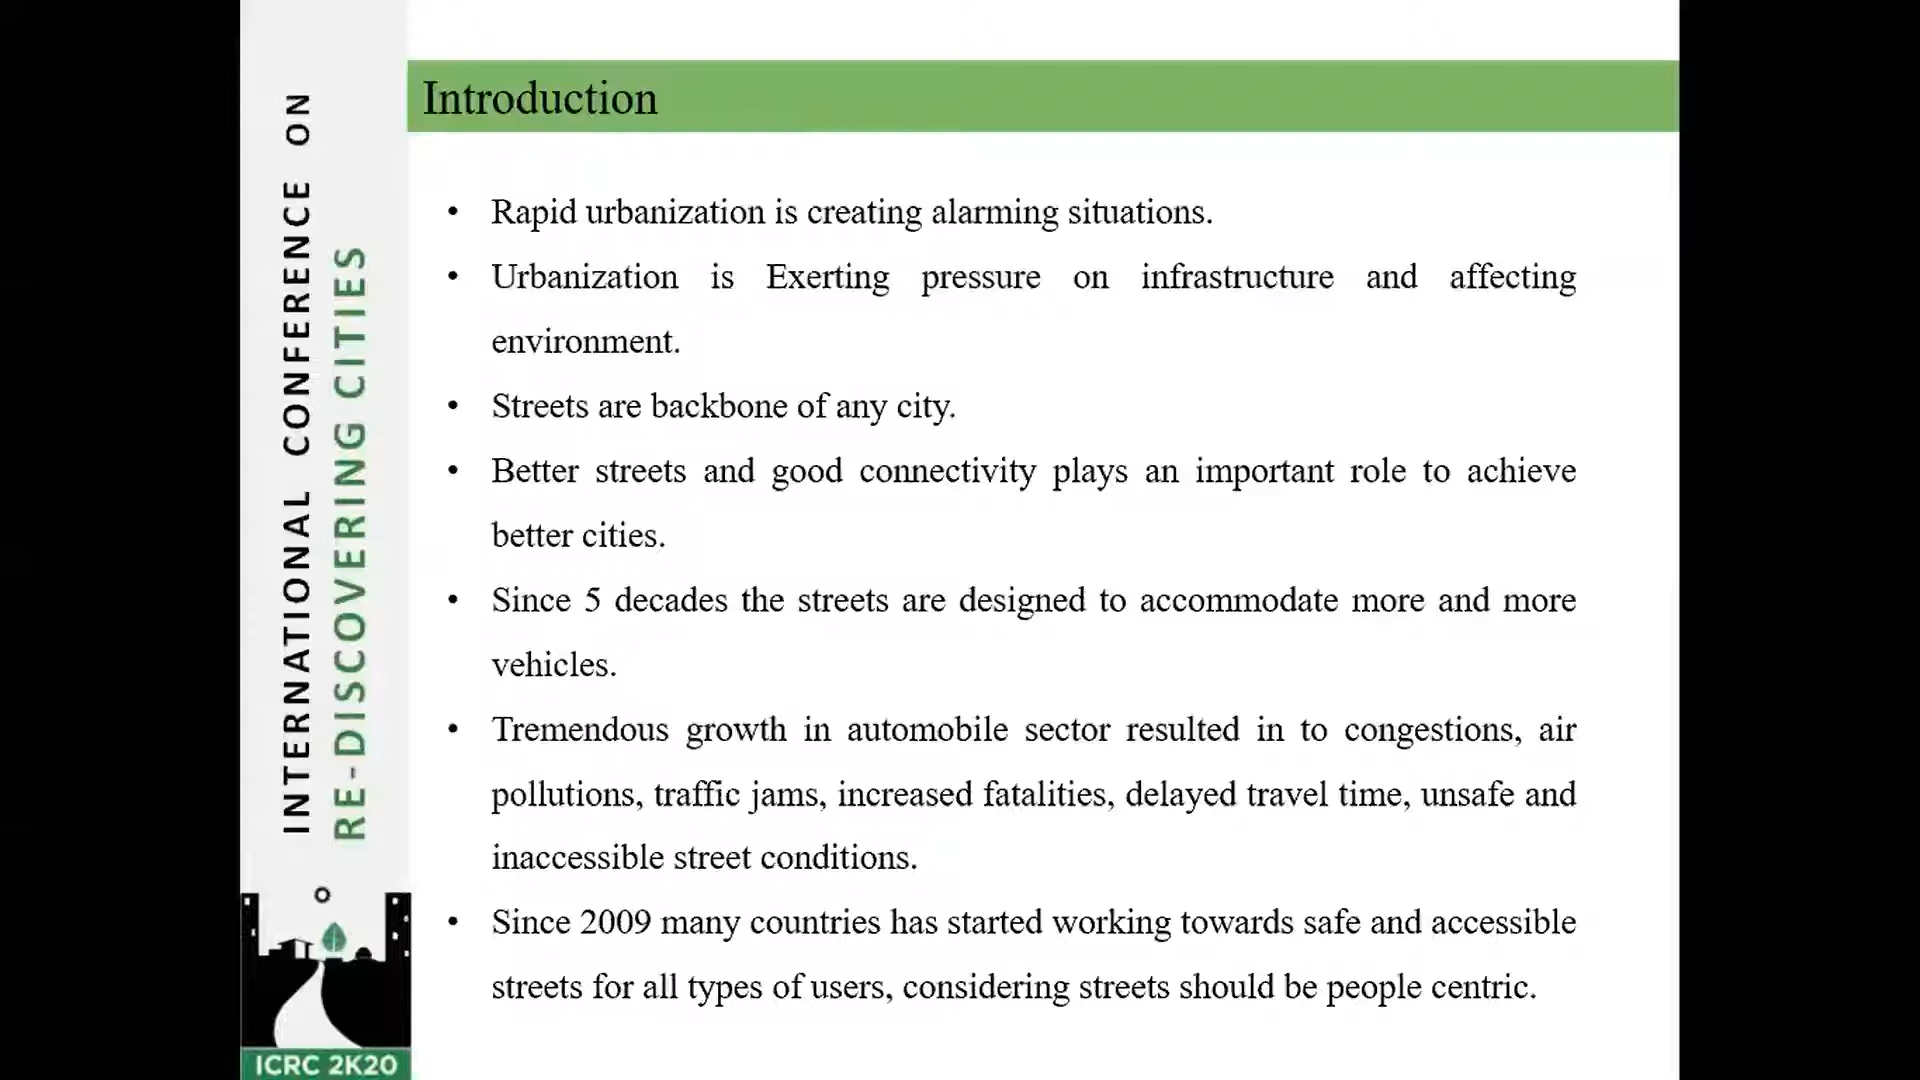 INTERNATIONAL CONFERENCE ON
RE-DISCOVERING CITIES
ICRC 2K20
Introduction
• Rapid urbanization is creating alarming situations.
• Urbanization is Exerting pressure on infrastructure and affecting
environment.
• Streets are backbone of any city.
• Better streets and good connectivity plays an important role to achieve
better cities.
• Since 5 decades the streets are designed to accommodate more and more
vehicles.
• Tremendous growth in automobile sector resulted in to congestions, air
pollutions, traffic jams, increased fatalities, delayed travel time, unsafe and
inaccessible street conditions.
• Since 2009 many countries has started working towards safe and accessible
streets for all types of users, considering streets should be people centric.